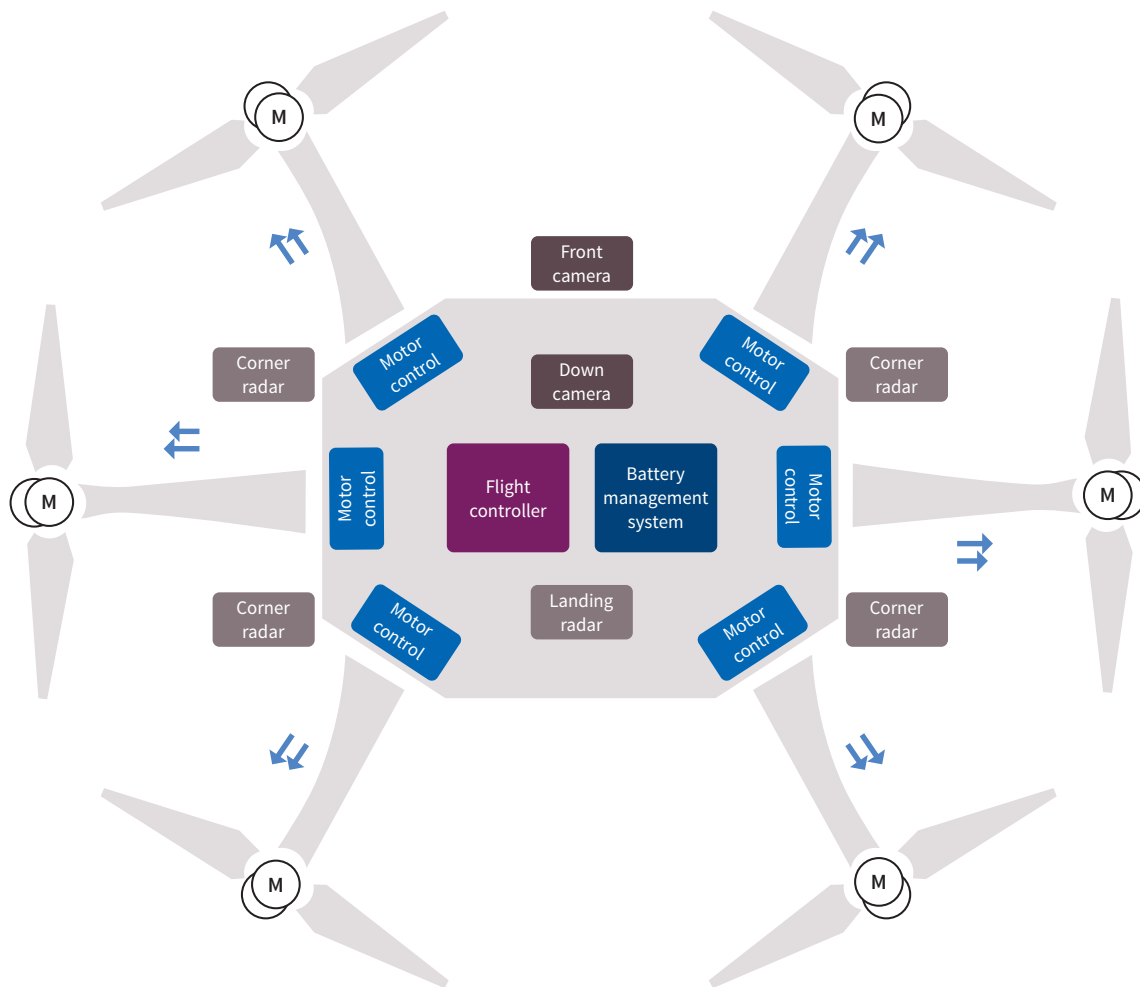 M
M
Front
camera
Motor
control
Motor
control
Corner
radar
Down
camera
Corner
radar
M
Motor
control
Flight
controller
Battery
management
system
Motor
control
M
Corner
radar
Motor
control
Landing
radar
Motor
control
Corner
radar
M
M